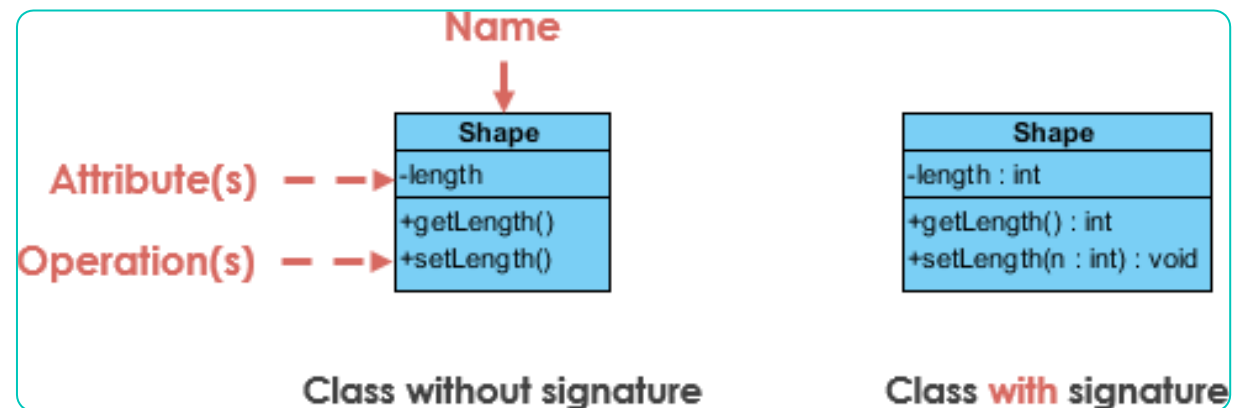 Name
Shape
Attribute(s)
-length
+getLength()
Operation(s)
+setLength()
Class without signature
Shape
-length : int
+getLength() : int
+setLength(n : int) : void
Class with signature